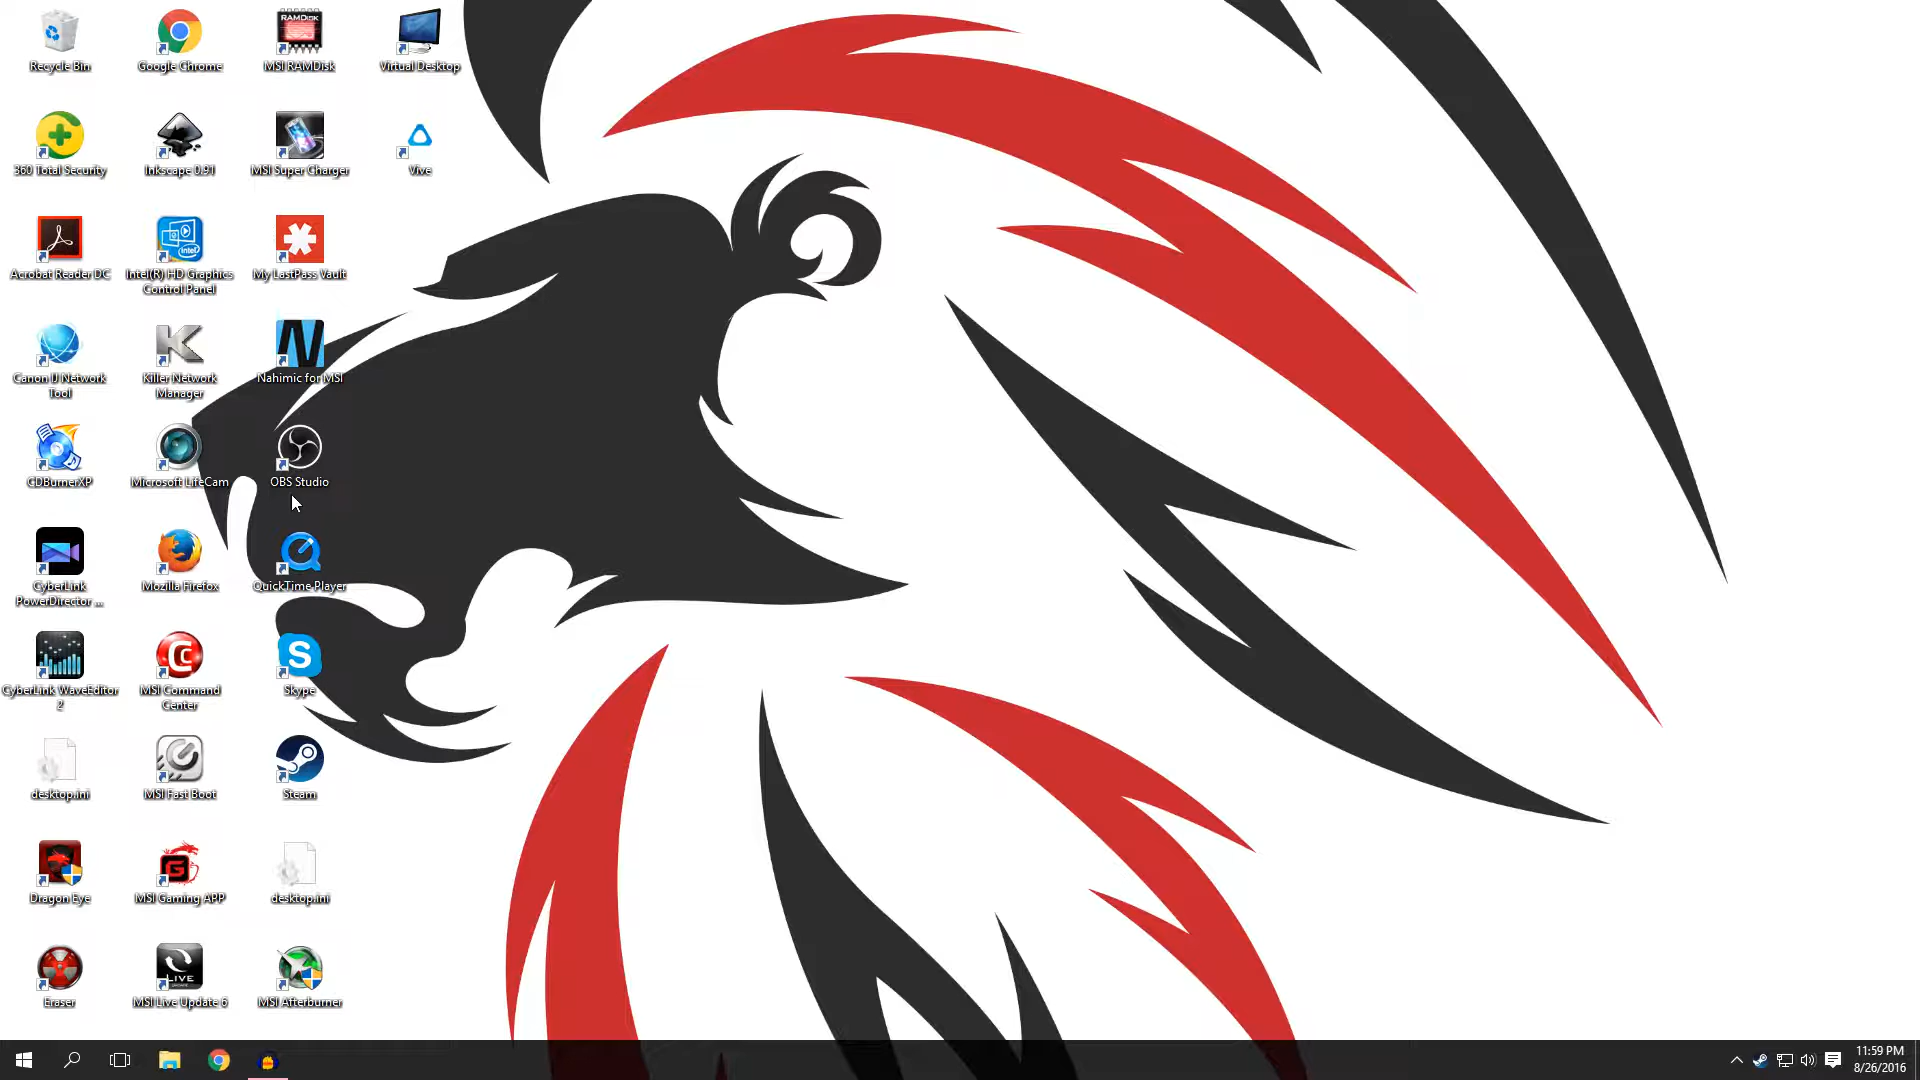 Recycle Bin
Google Chrome
MSI RAMDisk
Virtual Desktop
360 Total Security
Inkscape 0.91
MSI Super Charger
Vive
Acrobat Reader DC
Intel(R) HD Graphics
Control Panel
My LastPass Vault
Canon IJ Network
Tool
Killer Network
Manager
Nahimic for MSI
CDBurnerXP
Microsoft LifeCam
OBS Studio
CyberLink
PowerDirector ...
Mozilla Firefox
QuickTime Player
CyberLink WaveEditor
2
MSI Command
Center
Skype
desktop.ini
MSI Fast Boot
Steam
Dragon Eye
MSI Gaming APP
desktop.ini
Eraser
MSI Live Update 6
MSI Afterburner
11:59 PM
8/26/2016